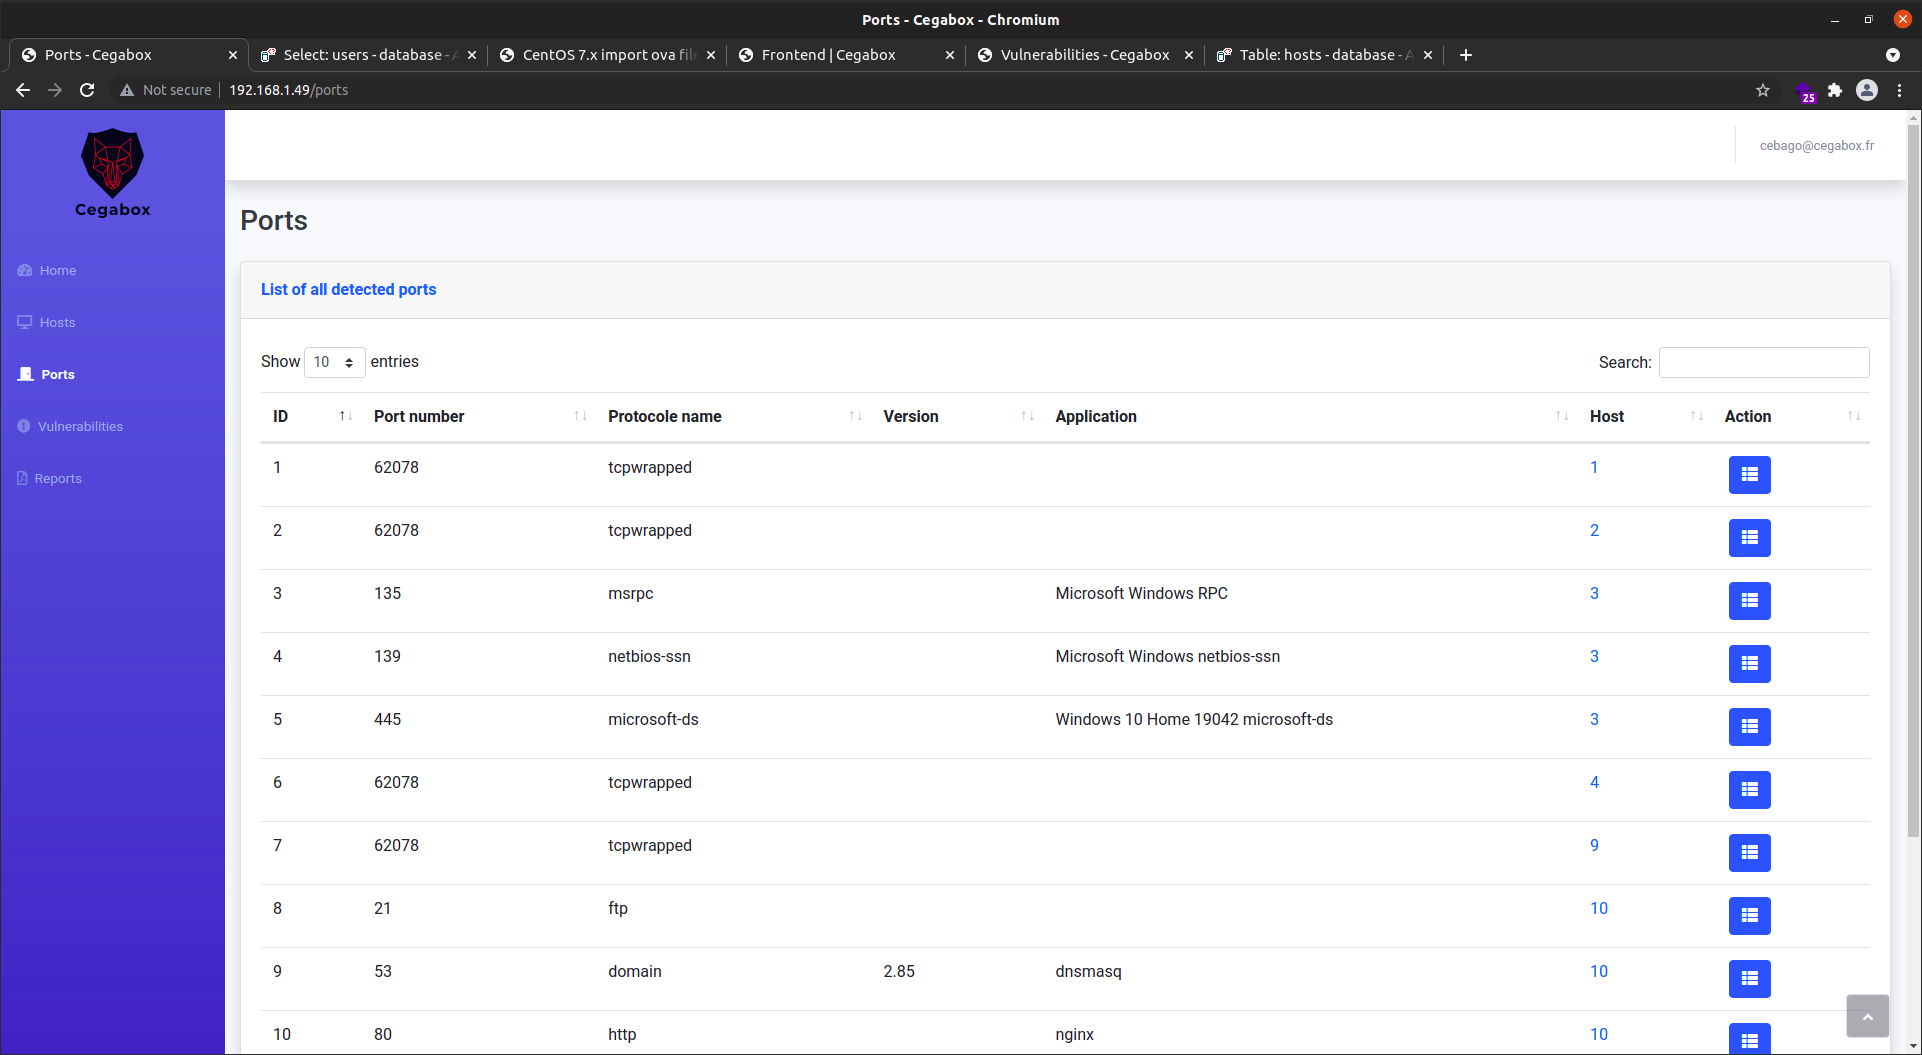 Ports - Cegabox - Chromium
Ports - Cegabox
Select: users - database - A
CentOS 7.x import ova file
Frontend | Cegabox
Vulnerabilities - Cegabox
Table: hosts - database - A
Not secure
192.168.1.49/ports
25
Cegabox
cebago@cegabox.fr
Home
Hosts
Ports
Vulnerabilities
Reports
Ports
List of all detected ports
Show 10 entries
Search:
ID Port number Protocole name Version Application Host Action
1 62078 tcpwrapped 1
2 62078 tcpwrapped 2
3 135 msrpc Microsoft Windows RPC 3
4 139 netbios-ssn Microsoft Windows netbios-ssn 3
5 445 microsoft-ds Windows 10 Home 19042 microsoft-ds 3
6 62078 tcpwrapped 4
7 62078 tcpwrapped 9
8 21 ftp 10
9 53 domain 2.85 dnsmasq 10
10 80 http nginx 10